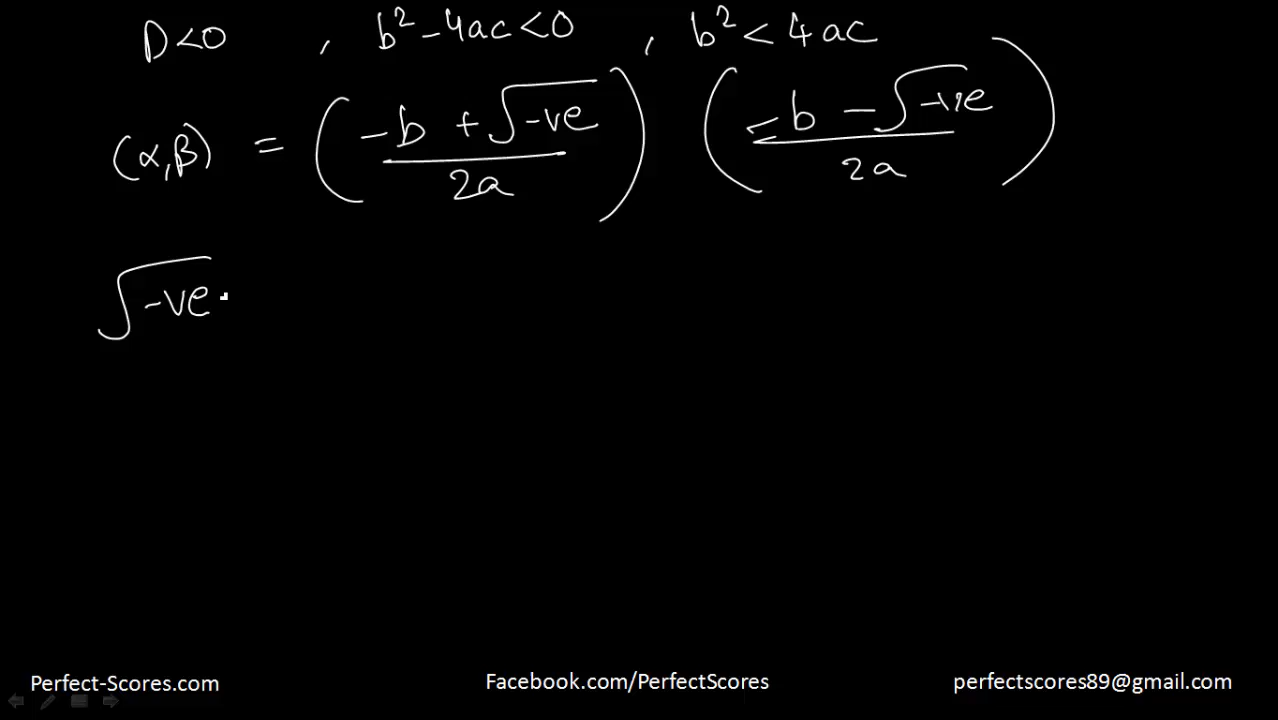 D<0 , b²-4ac<0 , b²<4ac
(α,β) = (-b + √-ve / 2a) (-b - √-ve / 2a)
√-ve
Perfect-Scores.com Facebook.com/PerfectScores perfectscores89@gmail.com